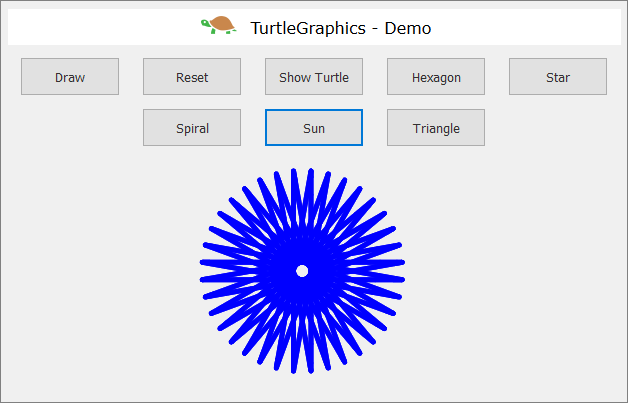 TurtleGraphics - Demo
Draw Reset Show Turtle Hexagon Star
Spiral Sun Triangle